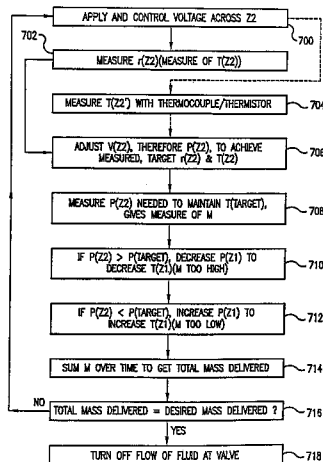 APPLY AND CONTROL VOLTAGE ACROSS Z2
700
702
MEASURE r(Z2)(MEASURE OF T(Z2))
MEASURE T(Z2') WITH THERMOCOUPLE/THERMISTOR
704
ADJUST V(Z2), THEREFORE P(Z2), TO ACHIEVE
MEASURED, TARGET r(Z2) & T(Z2)
706
MEASURE P(Z2) NEEDED TO MAINTAIN T(TARGET),
GIVES MEASURE OF M
708
IF P(Z2) > P(TARGET), DECREASE P(Z1) TO
DECREASE T(Z1)(M TOO HIGH}
710
IF P(Z2) < P(TARGET), INCREASE P(Z1) TO
INCREASE T(Z1)(M TOO LOW}
712
SUM M OVER TIME TO GET TOTAL MASS DELIVERED
714
NO
TOTAL MASS DELIVERED = DESIRED MASS DELIVERED ?
716
YES
TURN OFF FLOW OF FLUID AT VALVE
718